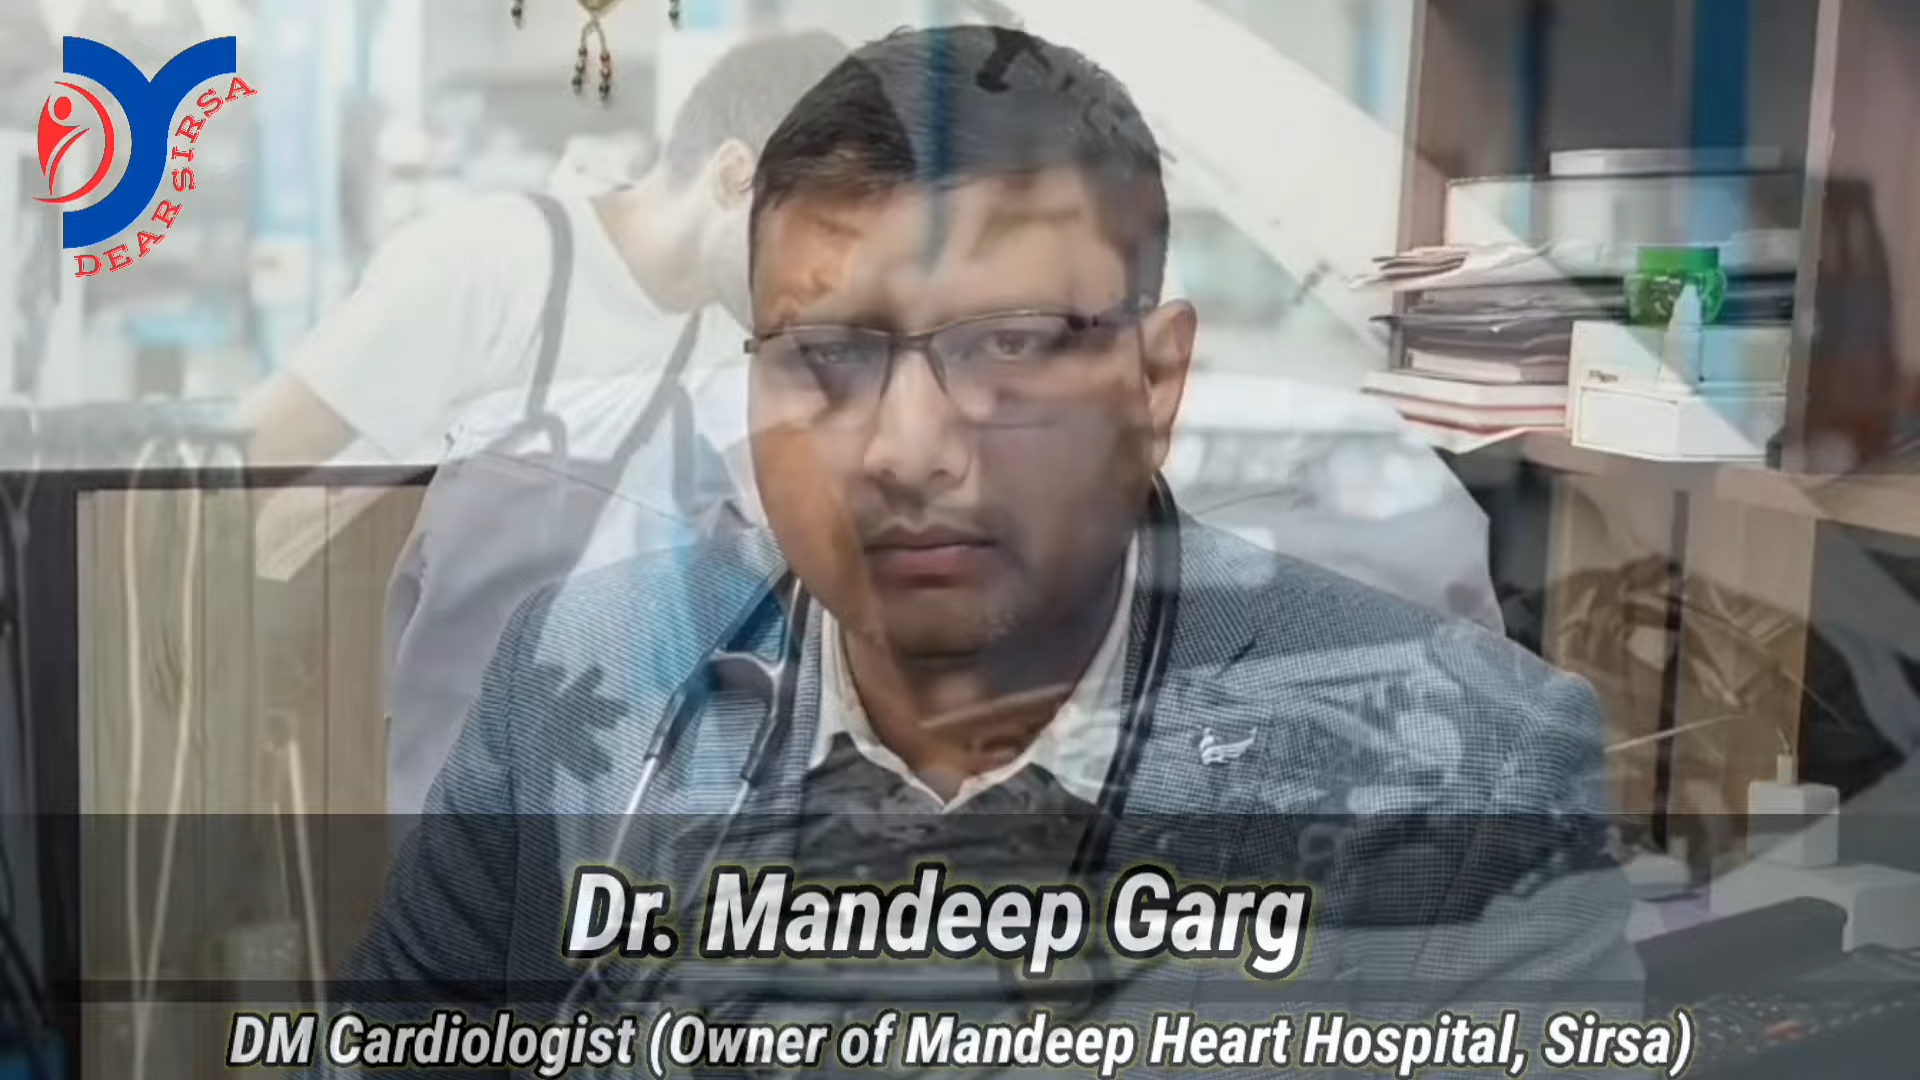 DEAR SIRSA
Dr. Mandeep Garg
DM Cardiologist (Owner of Mandeep Heart Hospital, Sirsa)